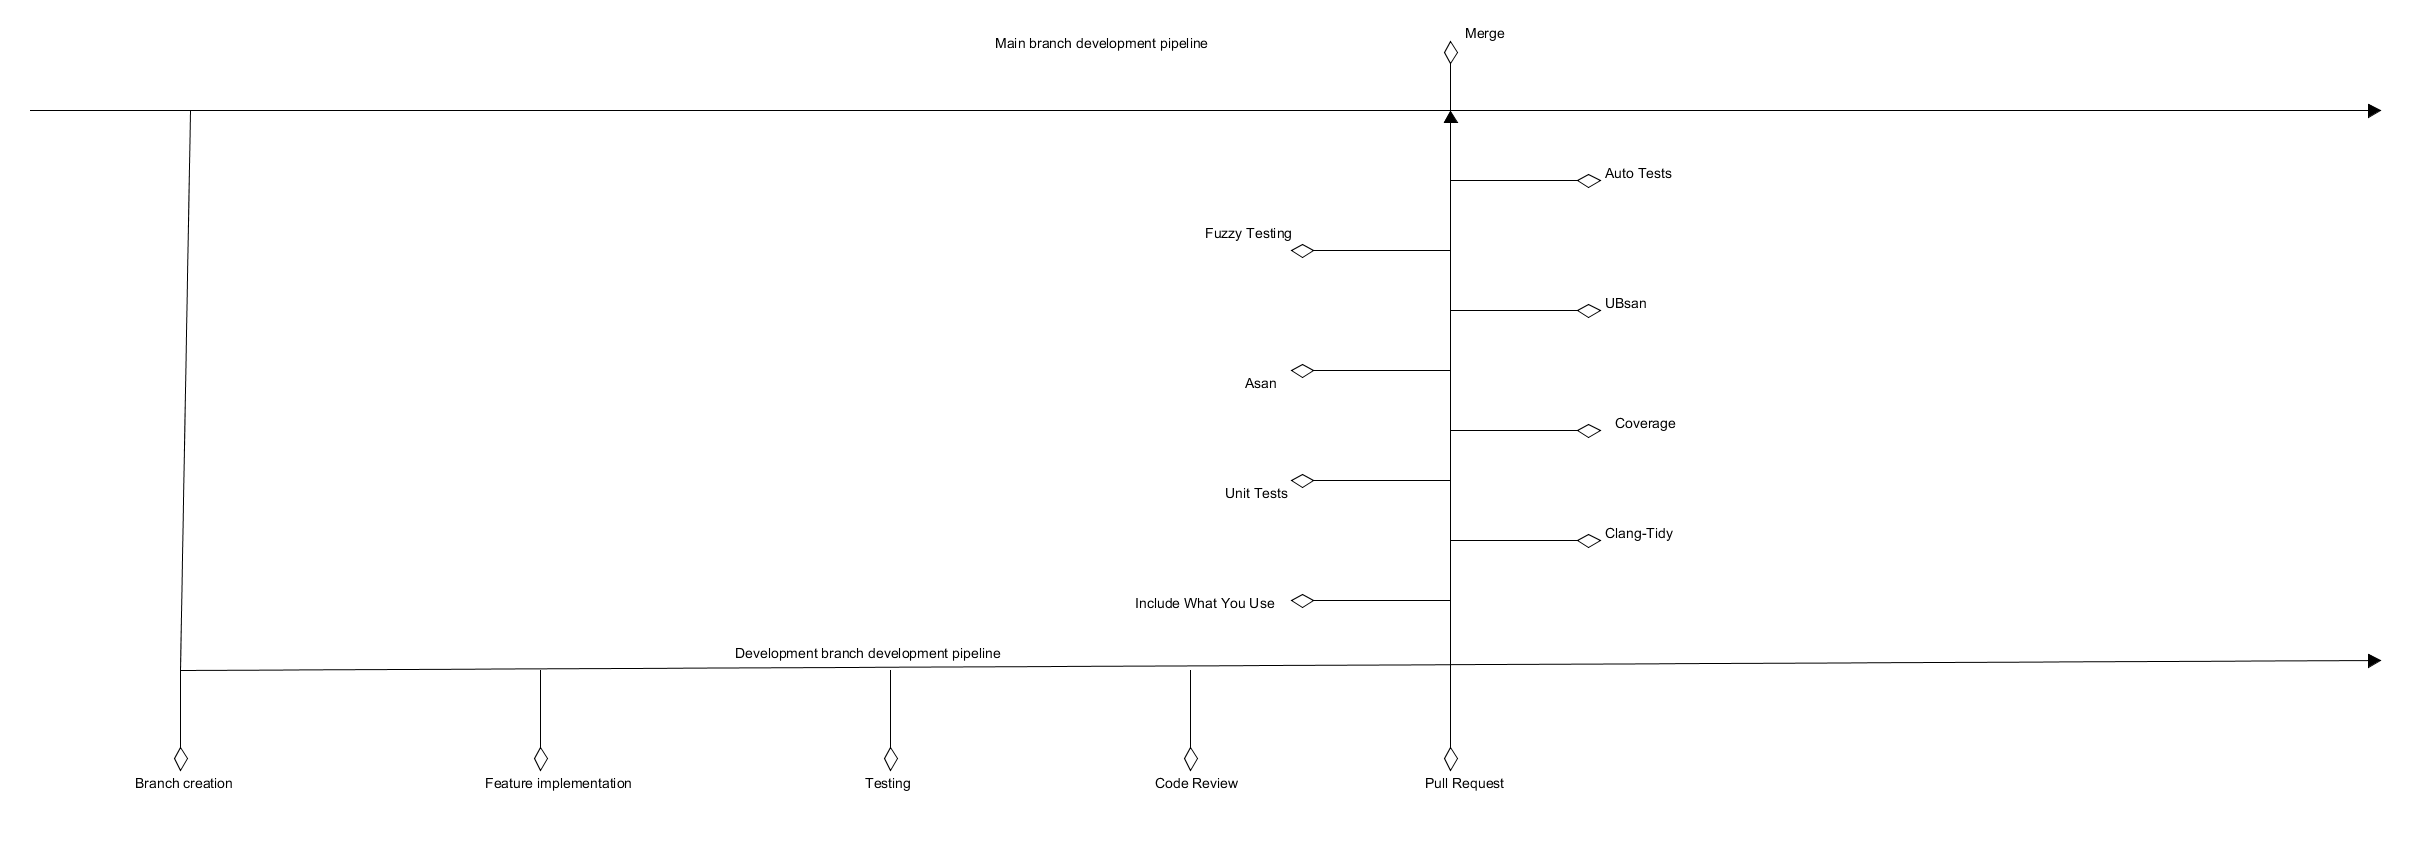 Merge
Main branch development pipeline
Auto Tests
Fuzzy Testing
UBsan
Asan
Coverage
Unit Tests
Clang-Tidy
Include What You Use
Development branch development pipeline
Branch creation
Feature implementation
Testing
Code Review
Pull Request